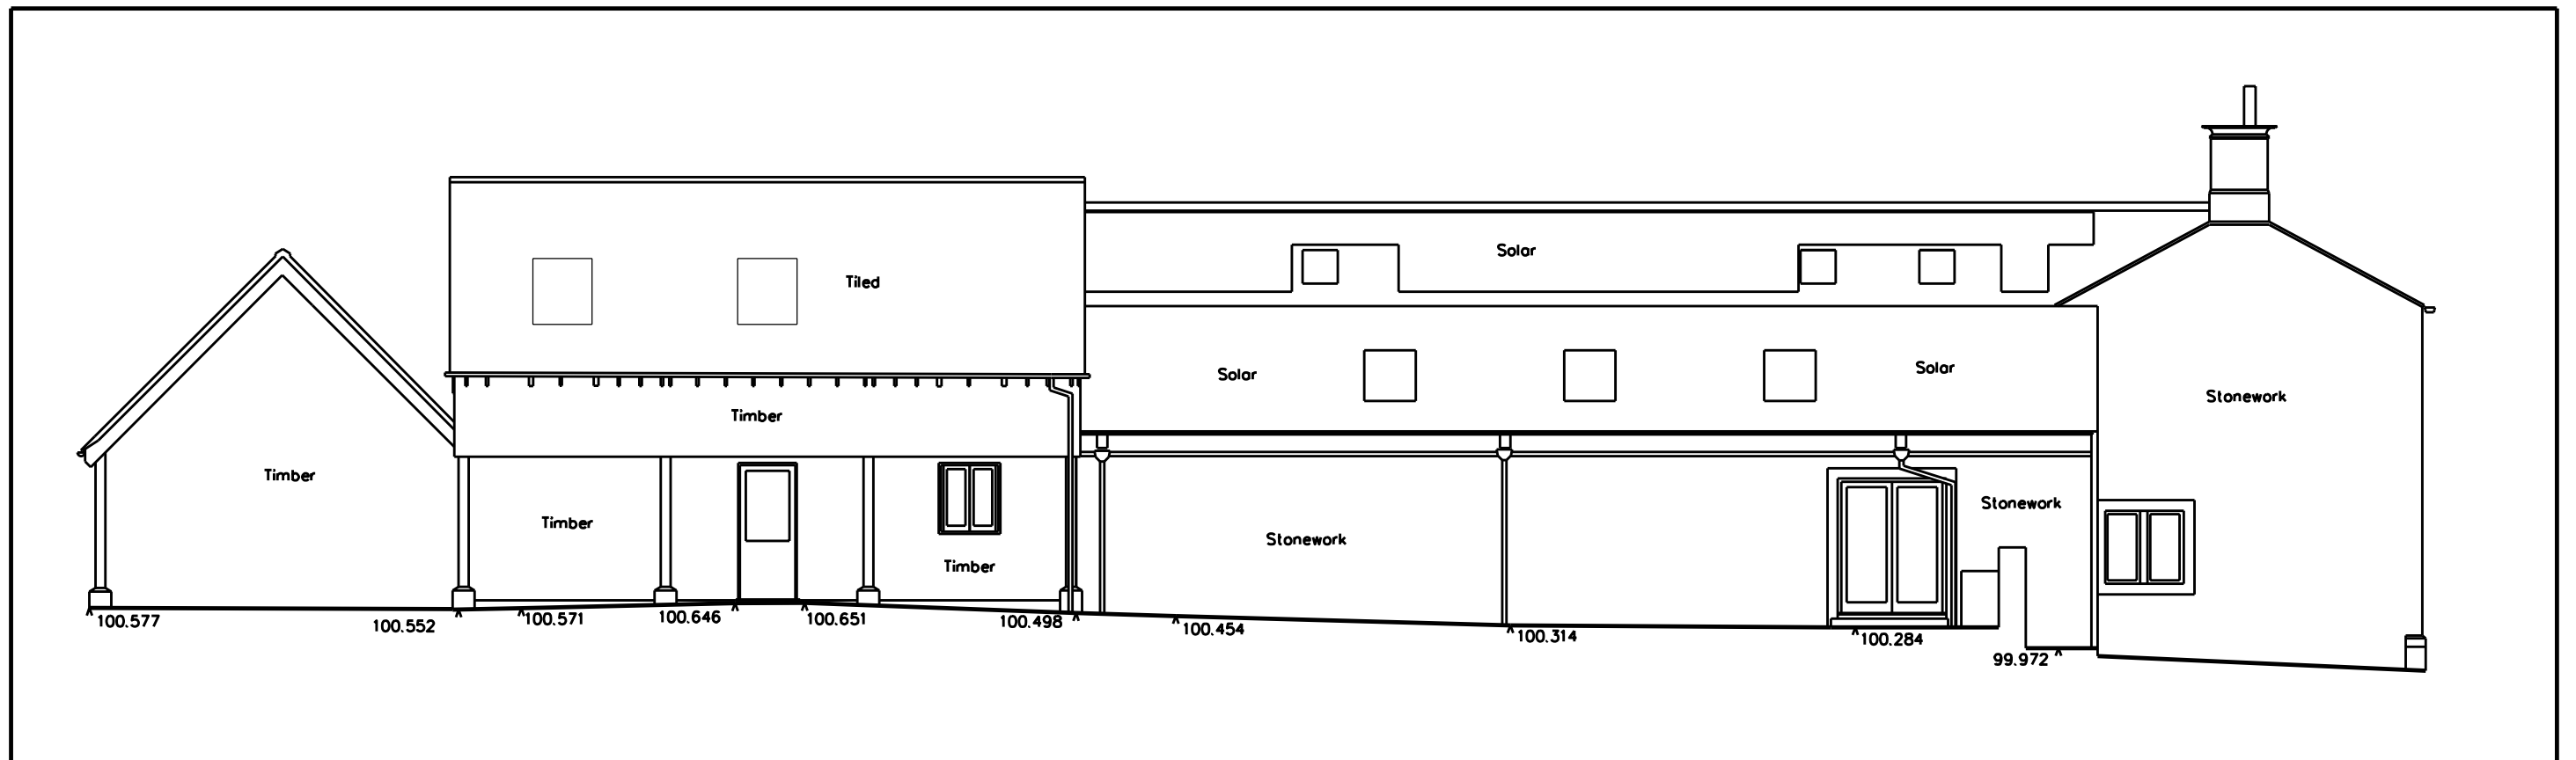 Solar
Tiled
Solar
Solar
Stonework
Timber
Timber
Stonework
Timber
Stonework
Timber
100.577
100.552
100.571
100.646
100.651
100.498
100.454
100.314
100.284
99.972